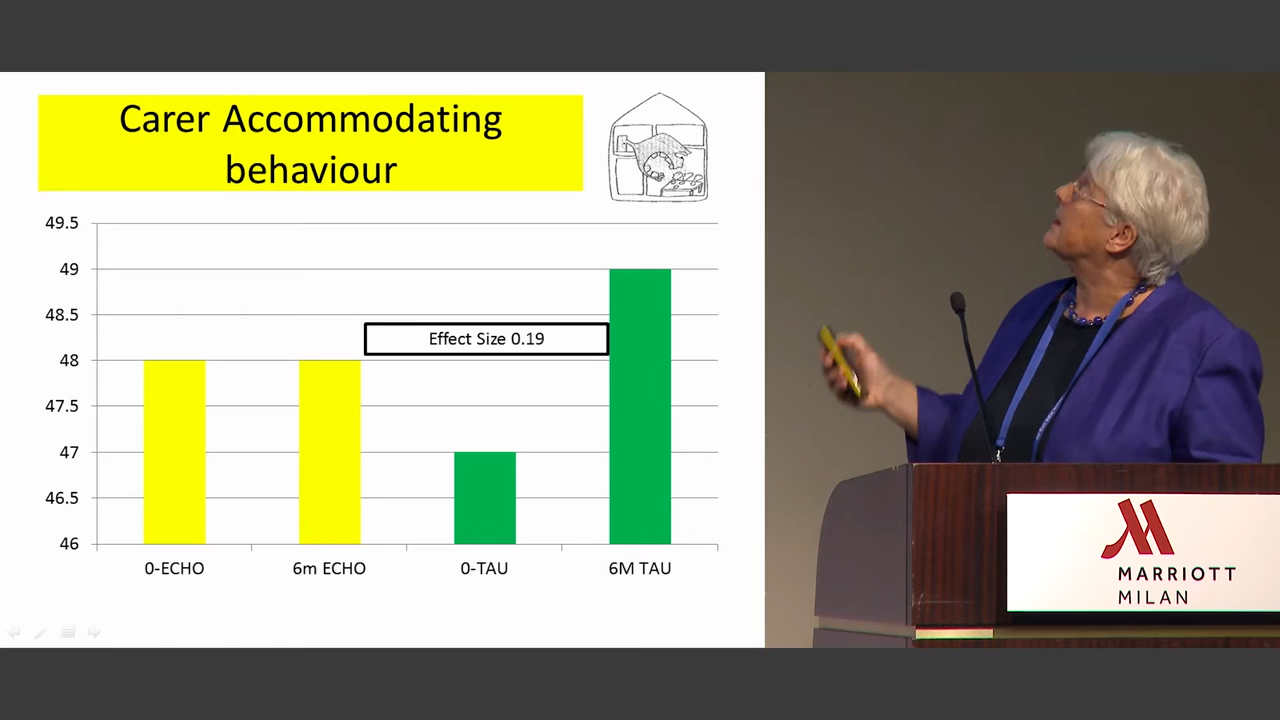 Carer Accommodating
behaviour
49.5
49
48.5
48
47.5
47
46.5
46
Effect Size 0.19
0-ECHO
6m ECHO
0-TAU
6M TAU
MARRIOTT
MILAN